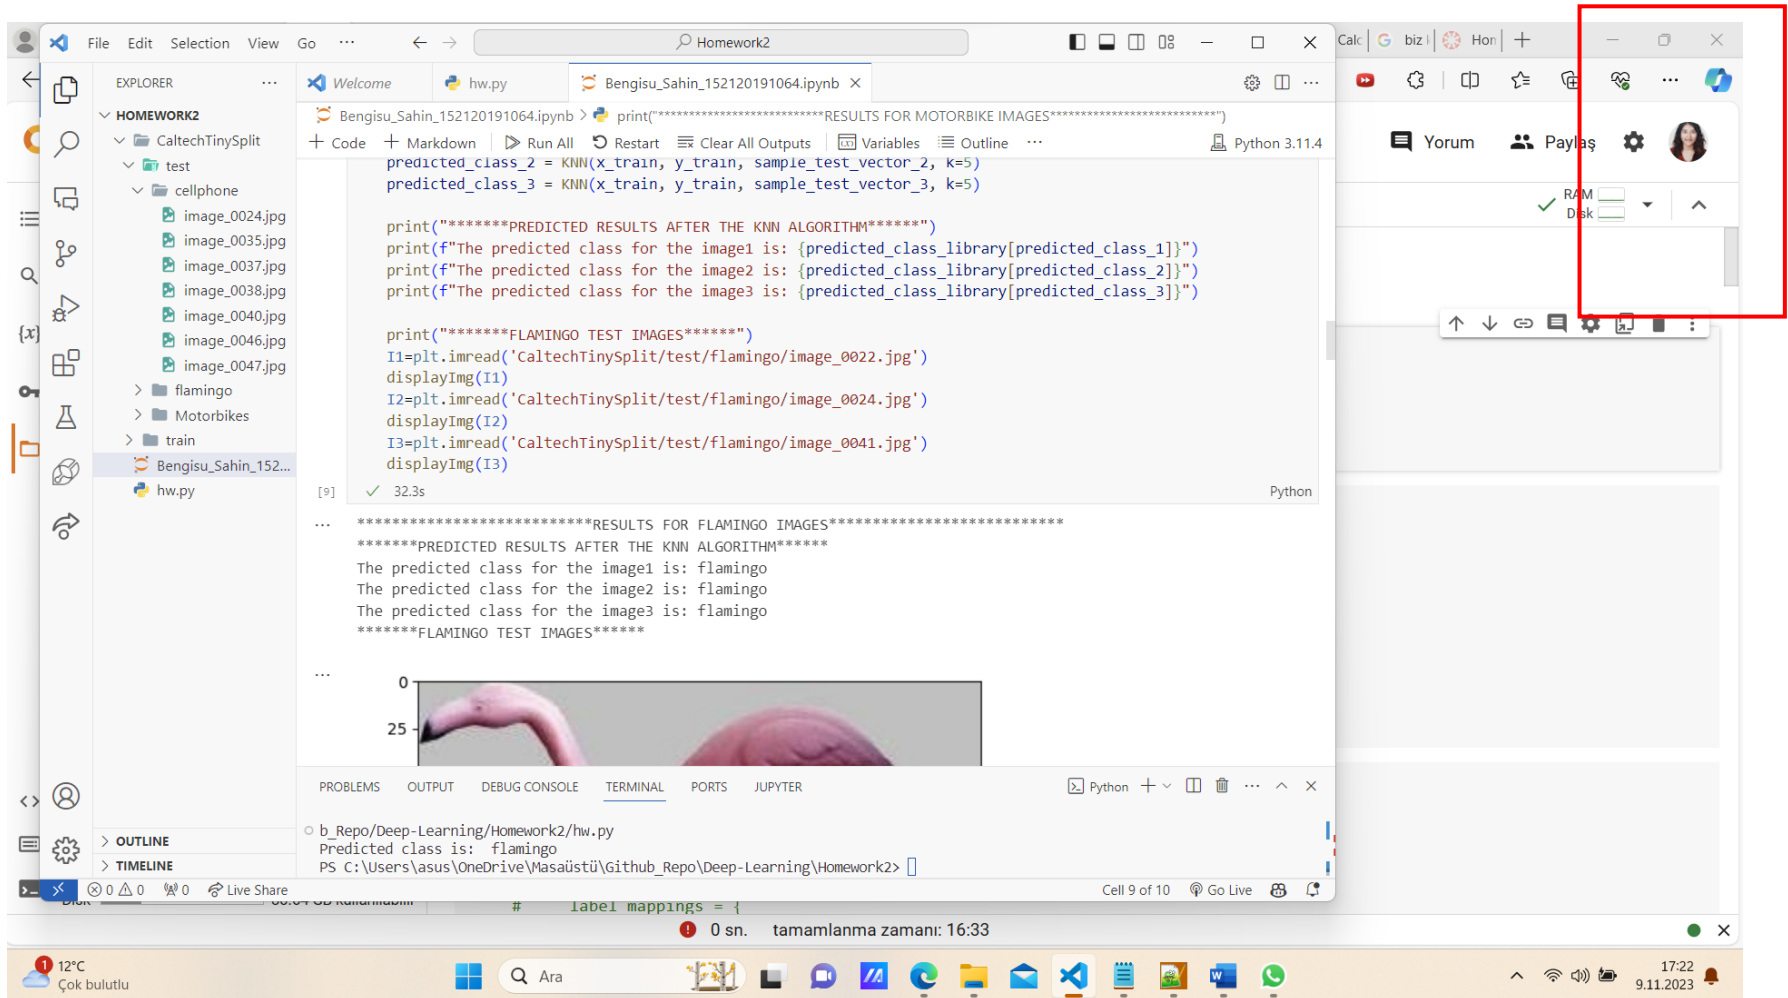 File Edit Selection View Go ··· Homework2
Calc biz Hon
EXPLORER ···
Welcome hw.py Bengisu_Sahin_152120191064.ipynb
HOMEWORK2
Bengisu_Sahin_152120191064.ipynb > print("***************************RESULTS FOR MOTORBIKE IMAGES***************************")
+ Code + Markdown Run All Restart Clear All Outputs Variables Outline ··· Python 3.11.4
Yorum Paylaş
CaltechTinySplit
test
cellphone
image_0024.jpg
image_0035.jpg
image_0037.jpg
image_0038.jpg
image_0040.jpg
image_0046.jpg
image_0047.jpg
flamingo
Motorbikes
train
Bengisu_Sahin_152...
hw.py
RAM
Disk
predicted_class_2 = KNN(x_train, y_train, sample_test_vector_2, k=5)
predicted_class_3 = KNN(x_train, y_train, sample_test_vector_3, k=5)
print("*******PREDICTED RESULTS AFTER THE KNN ALGORITHM******")
print(f"The predicted class for the image1 is: {predicted_class_library[predicted_class_1]}")
print(f"The predicted class for the image2 is: {predicted_class_library[predicted_class_2]}")
print(f"The predicted class for the image3 is: {predicted_class_library[predicted_class_3]}")
print("*******FLAMINGO TEST IMAGES******")
I1=plt.imread('CaltechTinySplit/test/flamingo/image_0022.jpg')
displayImg(I1)
I2=plt.imread('CaltechTinySplit/test/flamingo/image_0024.jpg')
displayImg(I2)
I3=plt.imread('CaltechTinySplit/test/flamingo/image_0041.jpg')
displayImg(I3)
[9] 32.3s Python
***************************RESULTS FOR FLAMINGO IMAGES***************************
*******PREDICTED RESULTS AFTER THE KNN ALGORITHM******
The predicted class for the image1 is: flamingo
The predicted class for the image2 is: flamingo
The predicted class for the image3 is: flamingo
*******FLAMINGO TEST IMAGES******
0
25
PROBLEMS OUTPUT DEBUG CONSOLE TERMINAL PORTS JUPYTER Python
b_Repo/Deep-Learning/Homework2/hw.py
Predicted class is: flamingo
PS C:\Users\asus\OneDrive\Masaüstü\Github_Repo\Deep-Learning\Homework2>
OUTLINE
TIMELINE
0 0 0 Live Share Cell 9 of 10 Go Live
# label mappings = {
0 sn. tamamlanma zamanı: 16:33
1 12°C
Çok bulutlu
Ara
17:22
9.11.2023